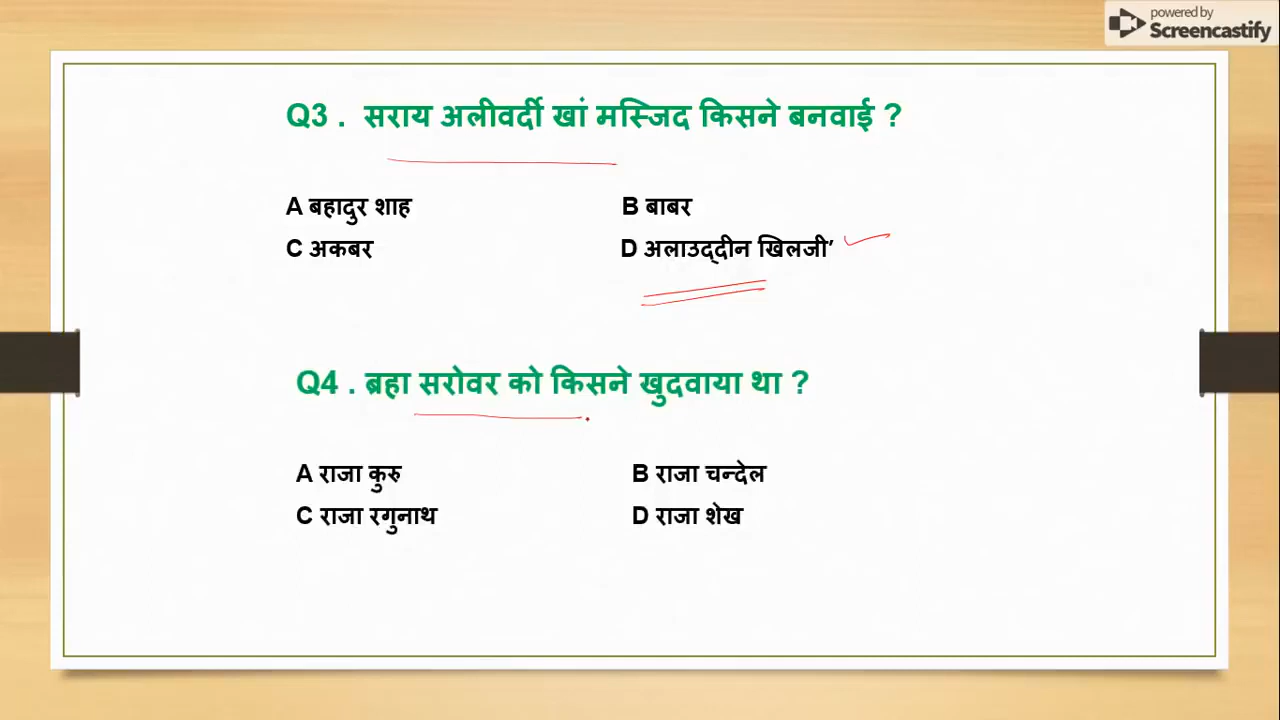 powered by
Screencastify
Q3 . सराय अलीवर्दी खां मस्जिद किसने बनवाई ?
A बहादुर शाह B बाबर
C अकबर D अलाउद्दीन खिलजी’
Q4 . ब्रहा सरोवर को किसने खुदवाया था ?
A राजा कुरु B राजा चन्देल
C राजा रगुनाथ D राजा शेख